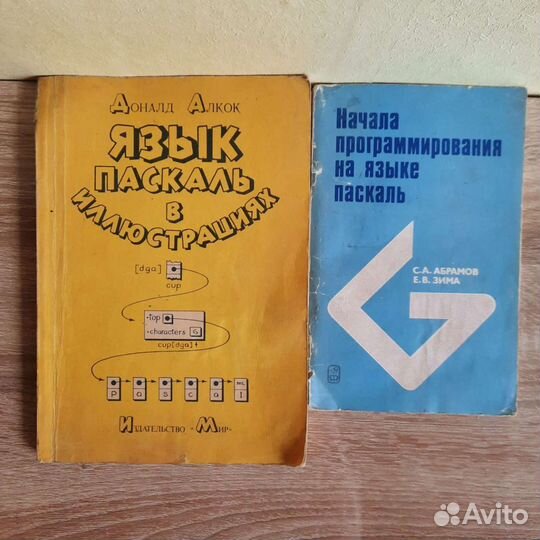 Доналд Алкок
ЯЗЫК
ПАСКАЛЬ
В
ИЛЛЮСТРАЦИЯХ
[dga]
cup
top
characters 6
cup[dga]↑
p a s c a l
Издательство «Мир»
Начала
программирования
на языке
паскаль
С.А. АБРАМОВ
Е.В. ЗИМА
Avito